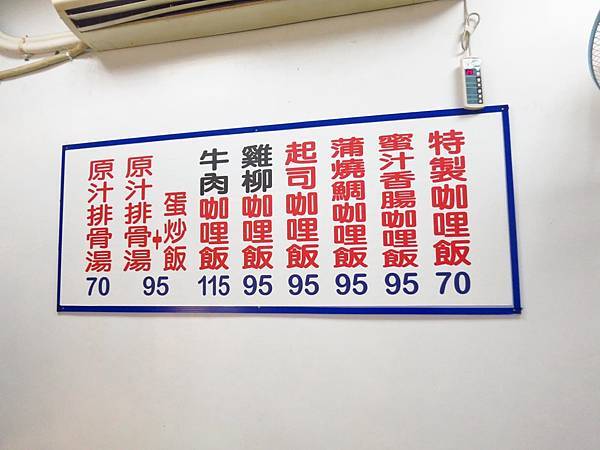 特製咖哩飯
70
蜜汁香腸咖哩飯
95
蒲燒鯛咖哩飯
95
起司咖哩飯
95
雞柳咖哩飯
95
牛肉咖哩飯
115
原汁排骨湯
+
蛋炒飯
95
原汁排骨湯
70